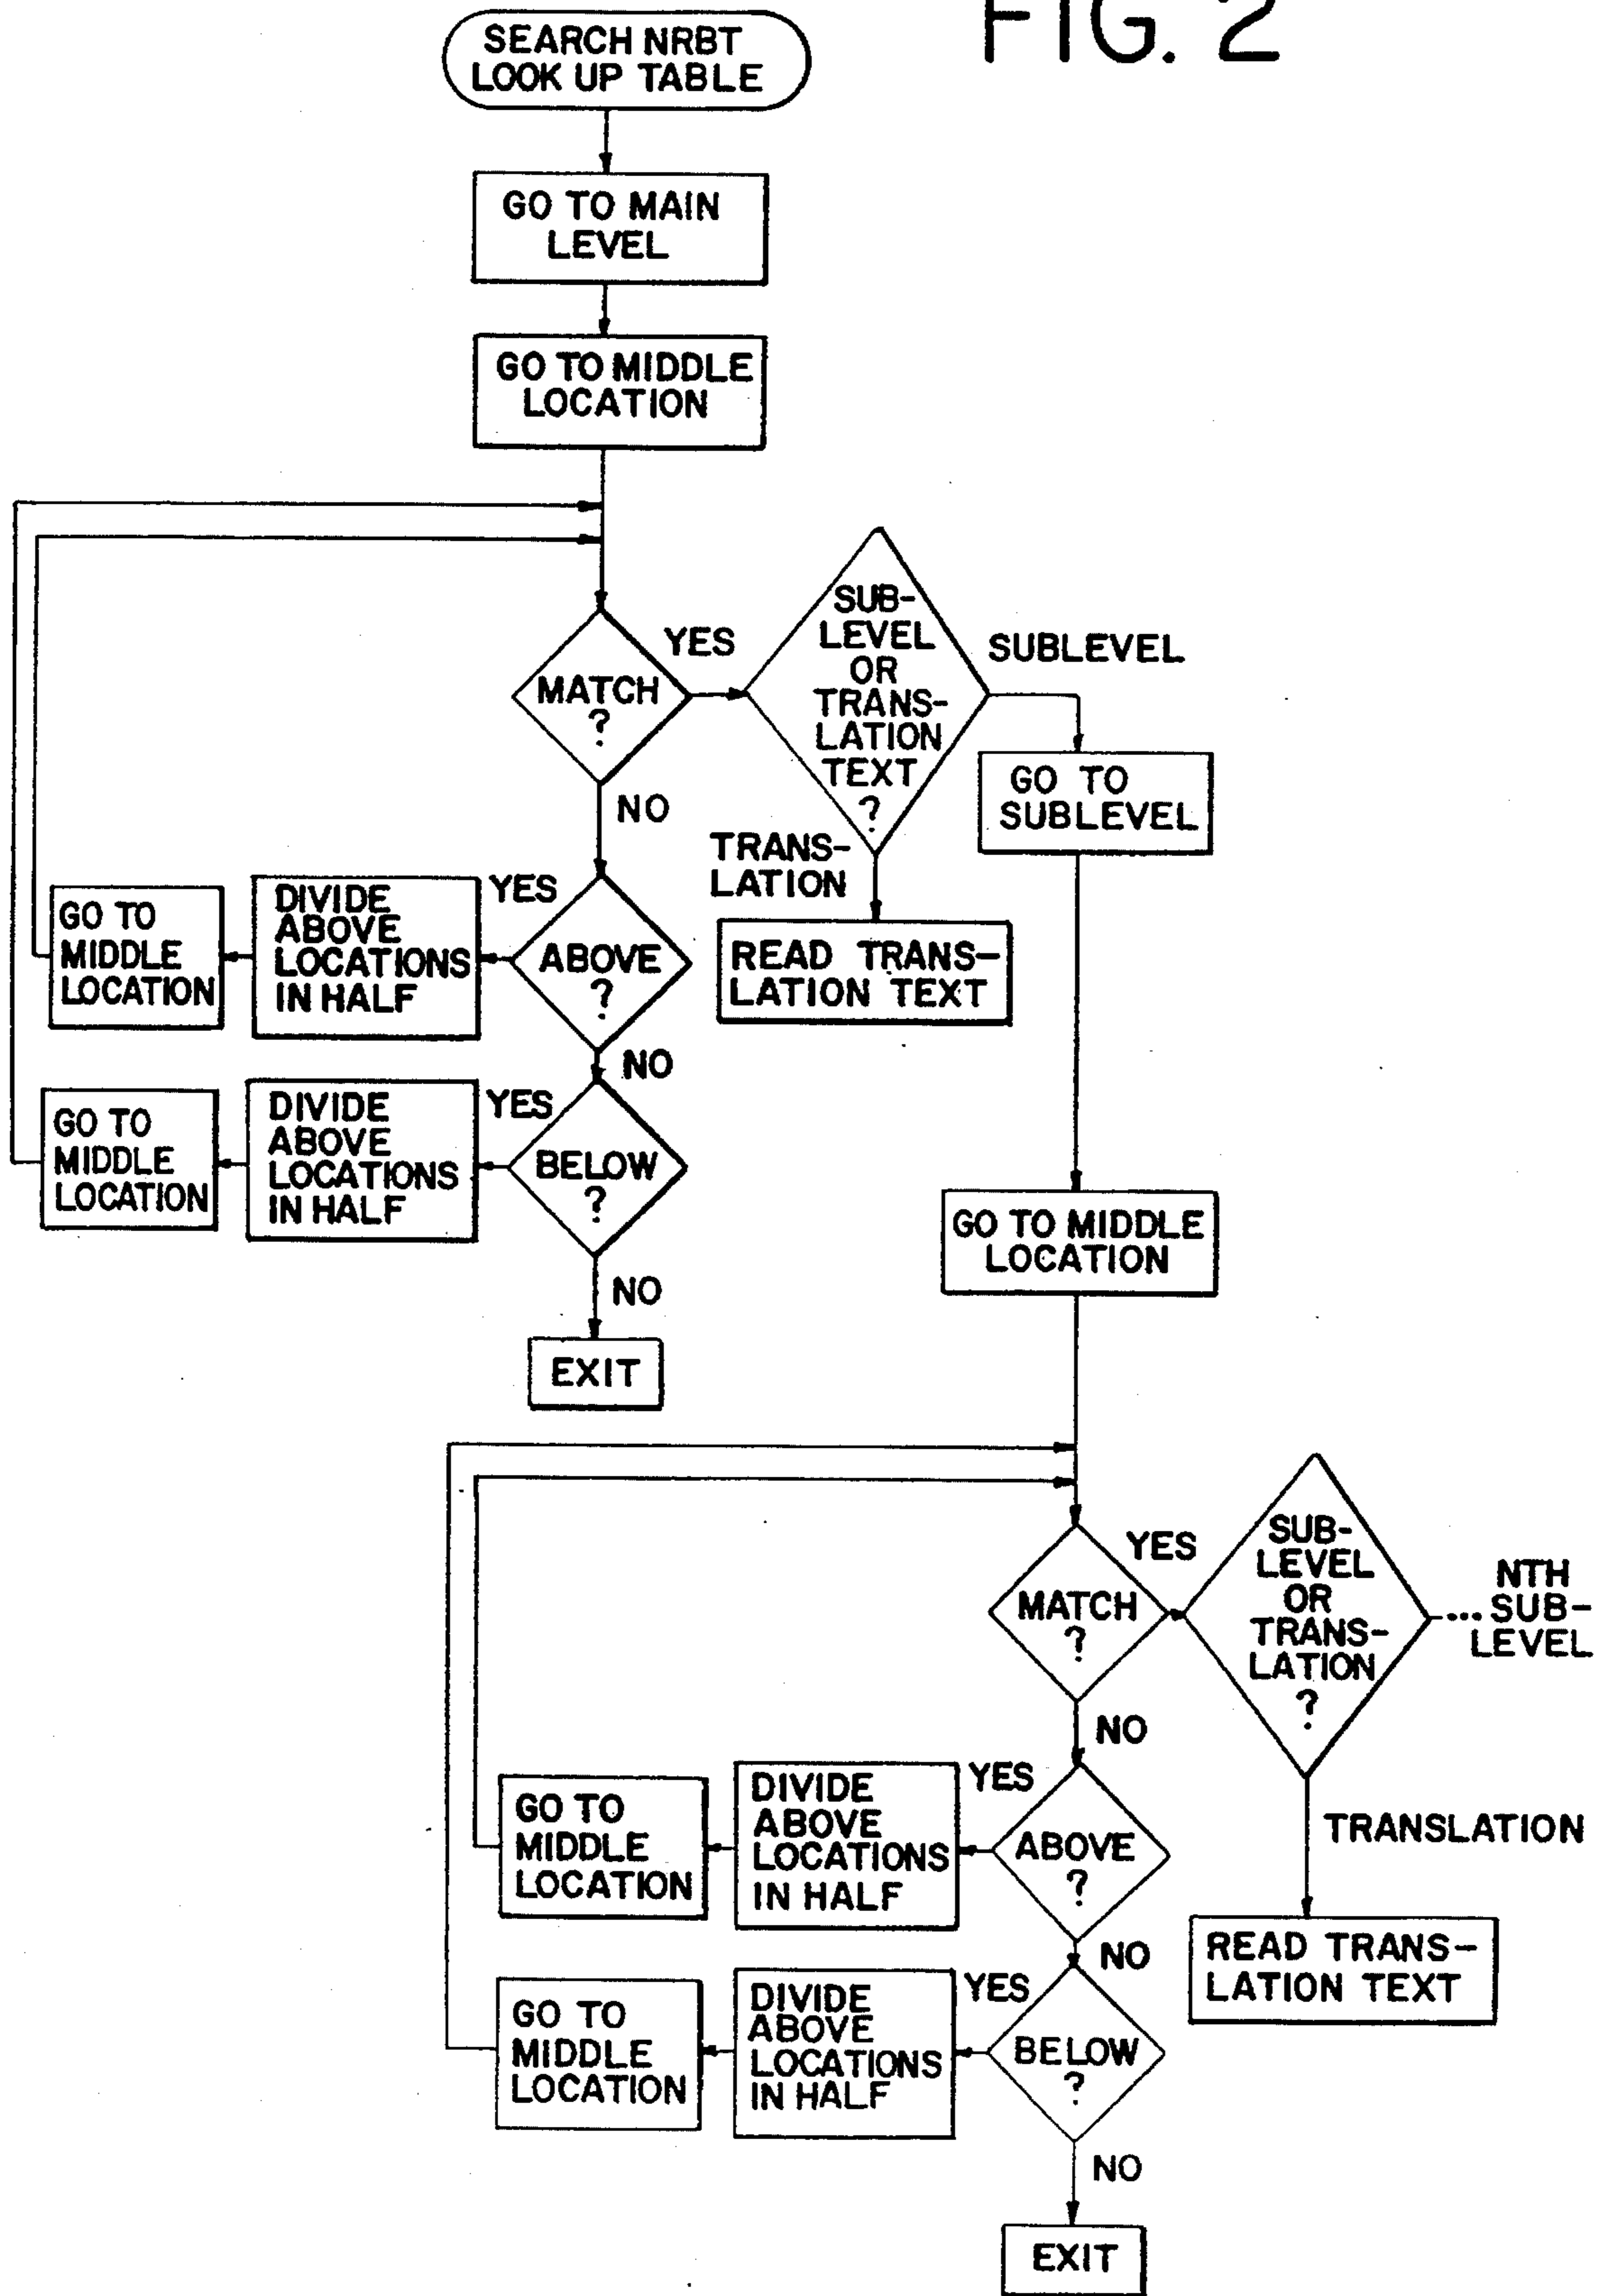 FIG. 2
SEARCH NRBT
LOOK UP TABLE
GO TO MAIN
LEVEL
GO TO MIDDLE
LOCATION
MATCH
?
YES
SUB-
LEVEL
OR
TRANS-
LATION
TEXT
?
SUBLEVEL
GO TO
SUBLEVEL
TRANS-
LATION
READ TRANS-
LATION TEXT
NO
ABOVE
?
YES
DIVIDE
ABOVE
LOCATIONS
IN HALF
GO TO
MIDDLE
LOCATION
NO
BELOW
?
YES
DIVIDE
ABOVE
LOCATIONS
IN HALF
GO TO
MIDDLE
LOCATION
NO
EXIT
GO TO MIDDLE
LOCATION
MATCH
?
YES
SUB-
LEVEL
OR
TRANS-
LATION
?
NTH
... SUB-
LEVEL
TRANSLATION
READ TRANS-
LATION TEXT
NO
ABOVE
?
YES
DIVIDE
ABOVE
LOCATIONS
IN HALF
GO TO
MIDDLE
LOCATION
NO
BELOW
?
YES
DIVIDE
ABOVE
LOCATIONS
IN HALF
GO TO
MIDDLE
LOCATION
NO
EXIT